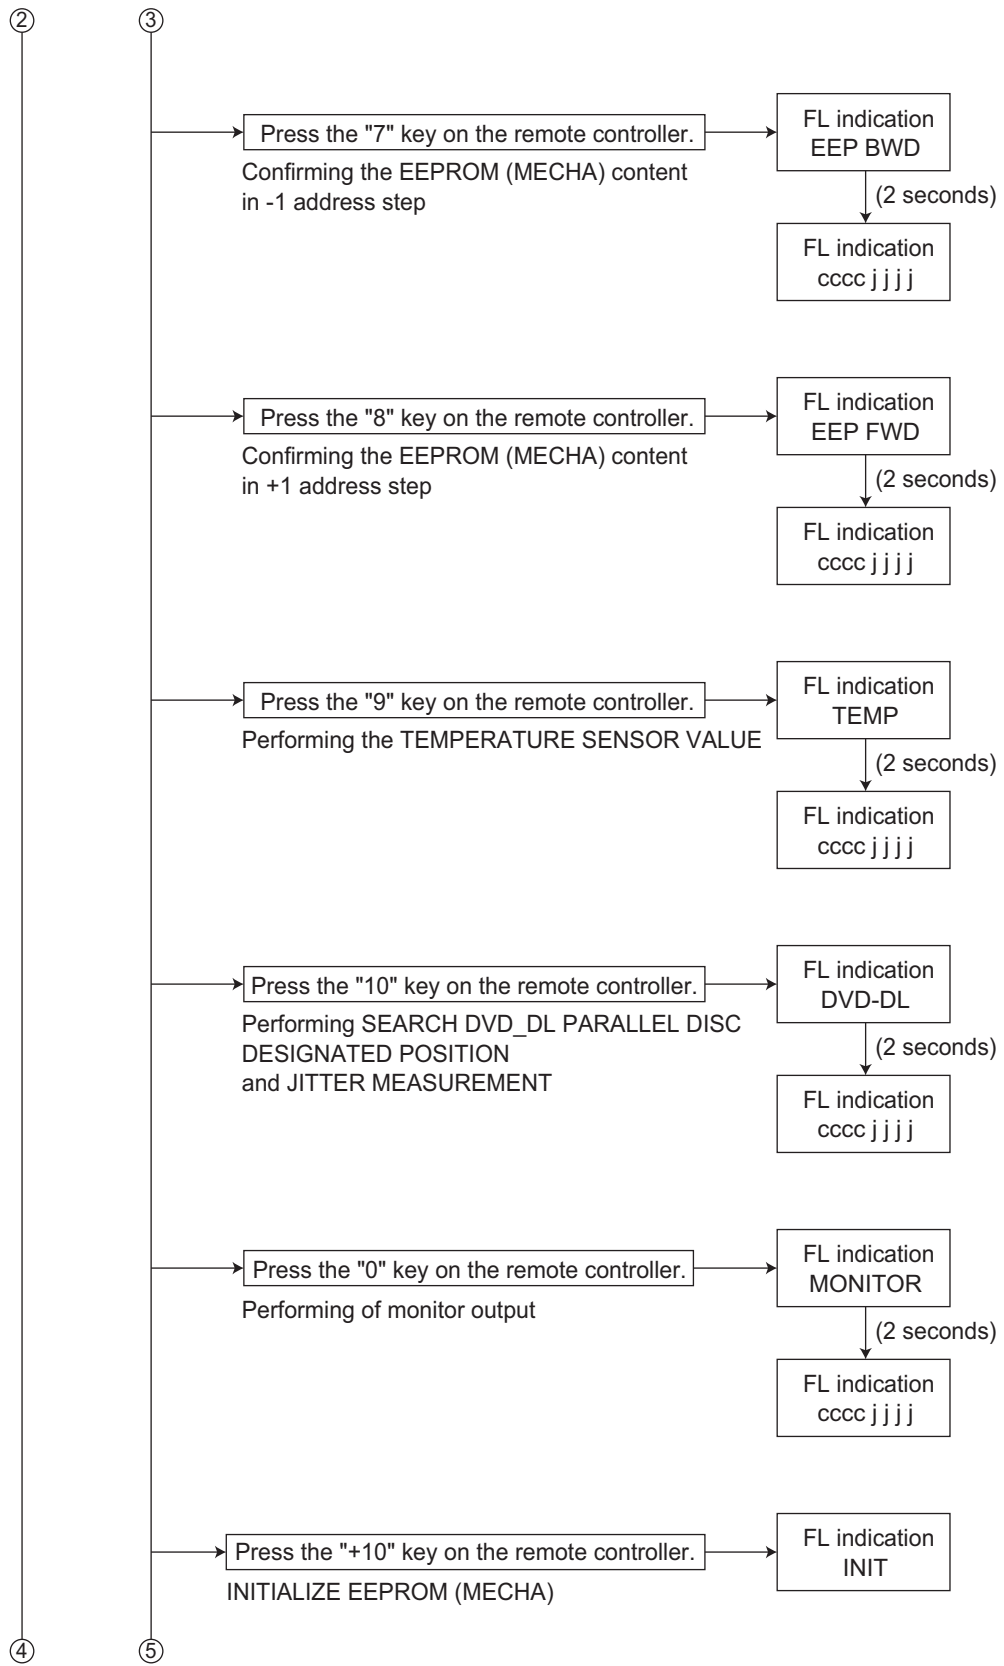 ② ③
Press the "7" key on the remote controller.
Confirming the EEPROM (MECHA) content
in -1 address step
FL indication
EEP BWD
(2 seconds)
FL indication
cccc j j j j
Press the "8" key on the remote controller.
Confirming the EEPROM (MECHA) content
in +1 address step
FL indication
EEP FWD
(2 seconds)
FL indication
cccc j j j j
Press the "9" key on the remote controller.
Performing the TEMPERATURE SENSOR VALUE
FL indication
TEMP
(2 seconds)
FL indication
cccc j j j j
Press the "10" key on the remote controller.
Performing SEARCH DVD_DL PARALLEL DISC
DESIGNATED POSITION
and JITTER MEASUREMENT
FL indication
DVD-DL
(2 seconds)
FL indication
cccc j j j j
Press the "0" key on the remote controller.
Performing of monitor output
FL indication
MONITOR
(2 seconds)
FL indication
cccc j j j j
Press the "+10" key on the remote controller.
INITIALIZE EEPROM (MECHA)
FL indication
INIT
④ ⑤